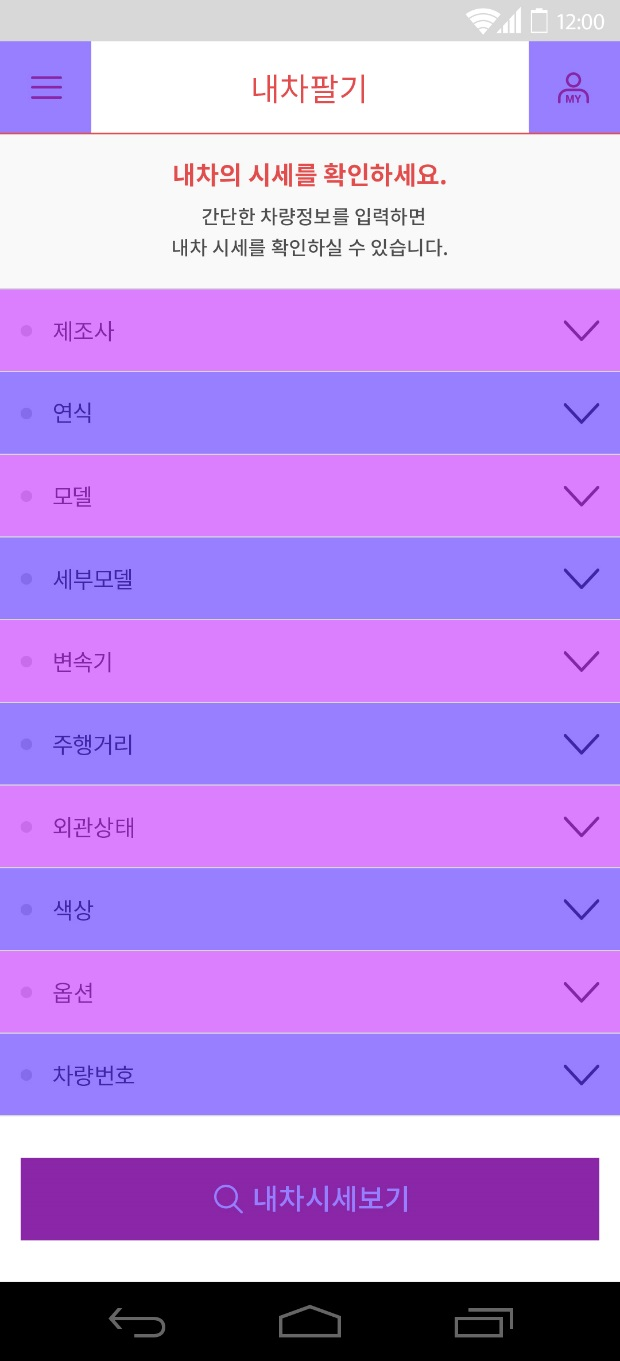 12:00
내차팔기
MY
내차의 시세를 확인하세요.
간단한 차량정보를 입력하면
내차 시세를 확인하실 수 있습니다.
제조사
연식
모델
세부모델
변속기
주행거리
외관상태
색상
옵션
차량번호
내차시세보기